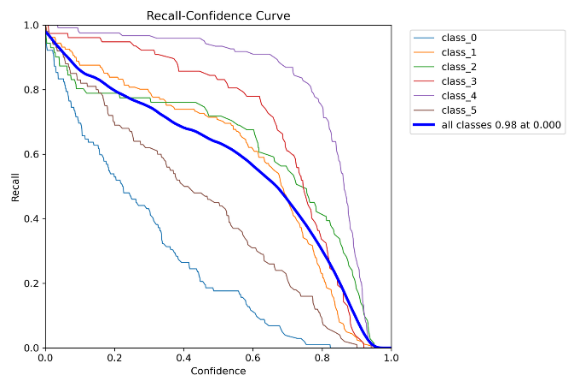 Recall-Confidence Curve
1.0
0.8
0.6
0.4
0.2
0.0
Recall
0.0 0.2 0.4 0.6 0.8 1.0
Confidence
class_0
class_1
class_2
class_3
class_4
class_5
all classes 0.98 at 0.000